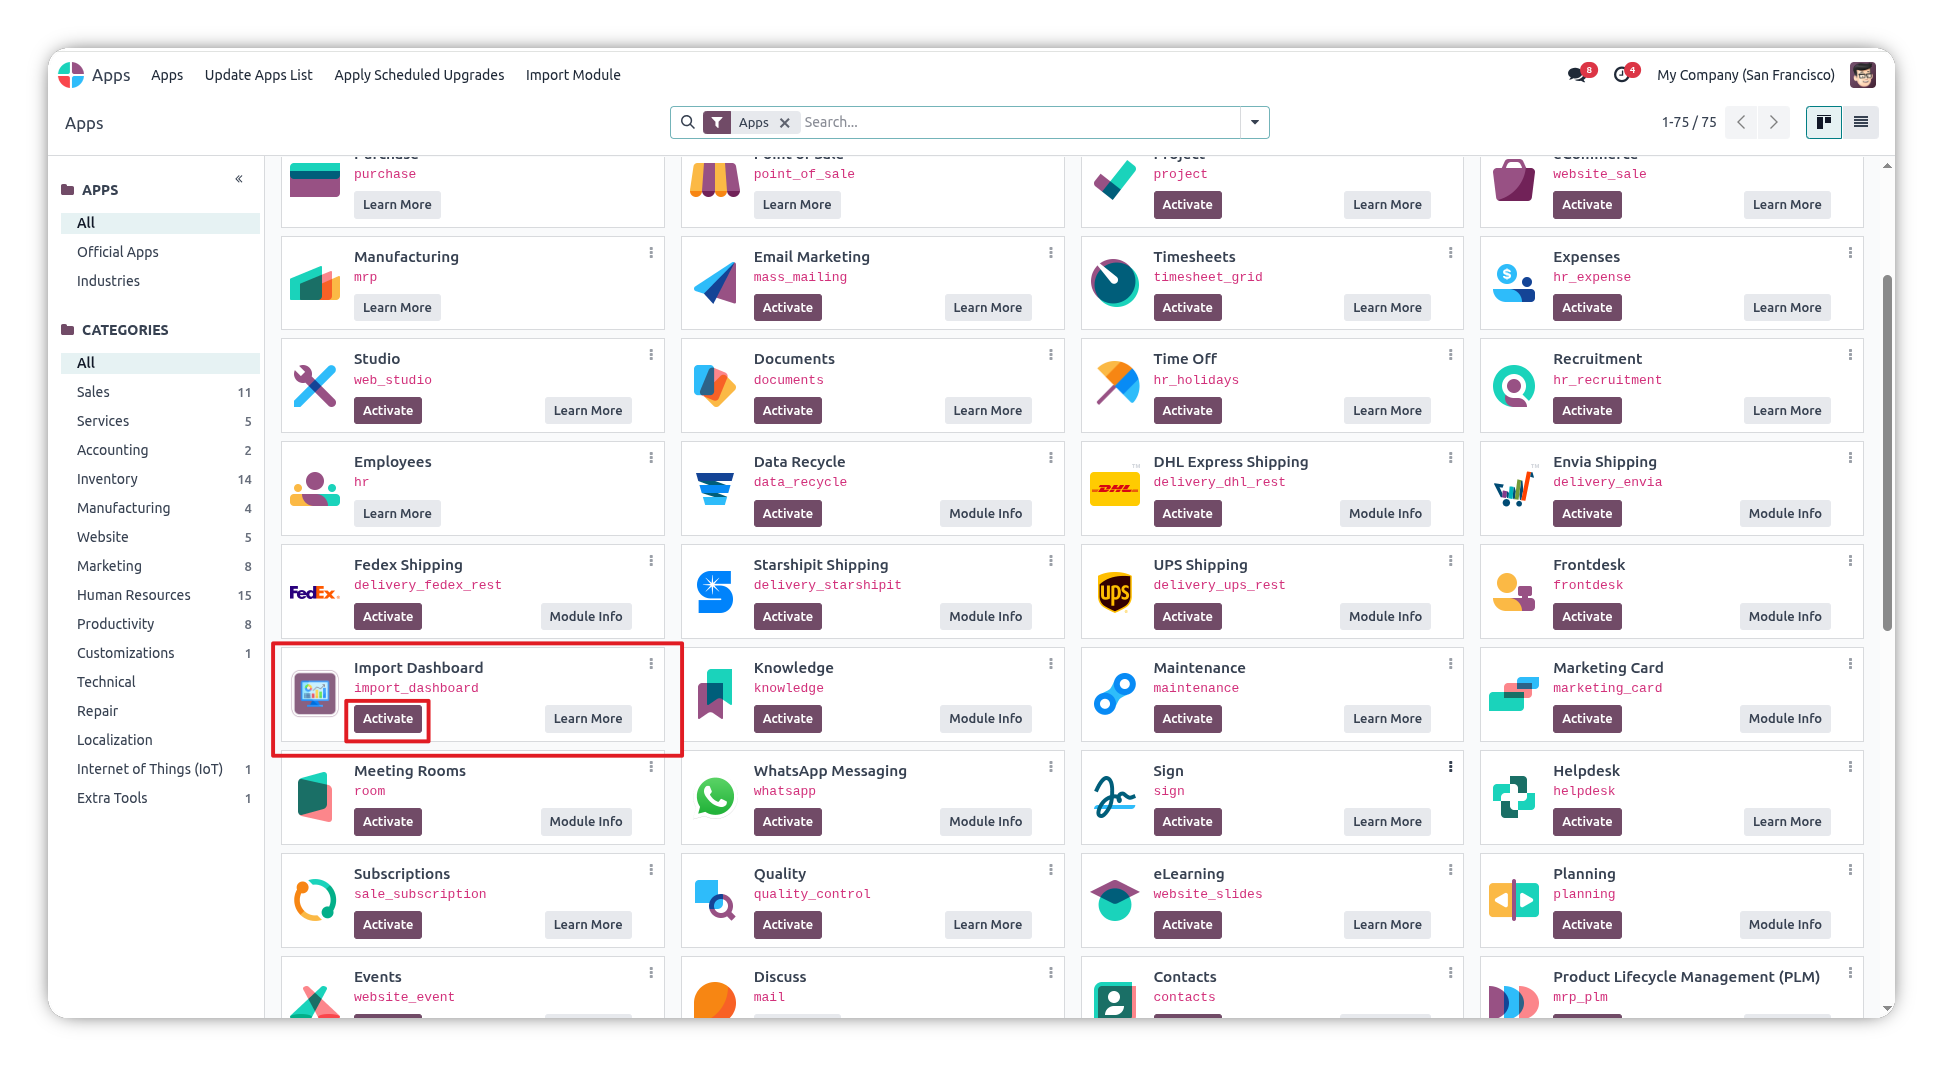 Apps Apps Update Apps List Apply Scheduled Upgrades Import Module 8 4 My Company (San Francisco)
Apps Apps Search... 1-75 / 75
APPS
All
Official Apps
Industries
CATEGORIES
All
Sales 11
Services 5
Accounting 2
Inventory 14
Manufacturing 4
Website 5
Marketing 8
Human Resources 15
Productivity 8
Customizations 1
Technical
Repair
Localization
Internet of Things (IoT) 1
Extra Tools 1
Purchase Point of Sale Project eCommerce
purchase point_of_sale project website_sale
Learn More Learn More Activate Learn More Activate Learn More
Manufacturing Email Marketing Timesheets Expenses
mrp mass_mailing timesheet_grid hr_expense
Learn More Activate Learn More Activate Learn More Activate Learn More
Studio Documents Time Off Recruitment
web_studio documents hr_holidays hr_recruitment
Activate Learn More Activate Learn More Activate Learn More Activate Learn More
Employees Data Recycle DHL Express Shipping Envia Shipping
hr data_recycle delivery_dhl_rest delivery_envia
DHL
Learn More Activate Module Info Activate Module Info Activate Module Info
Fedex Shipping Starshipit Shipping UPS Shipping Frontdesk
delivery_fedex_rest delivery_starshipit delivery_ups_rest frontdesk
FedEx ups
Activate Module Info Activate Module Info Activate Module Info Activate Module Info
Import Dashboard Knowledge Maintenance Marketing Card
import_dashboard knowledge maintenance marketing_card
Activate Learn More Activate Module Info Activate Learn More Activate Module Info
Meeting Rooms WhatsApp Messaging Sign Helpdesk
room whatsapp sign helpdesk
Activate Module Info Activate Module Info Activate Learn More Activate Learn More
Subscriptions Quality eLearning Planning
sale_subscription quality_control website_slides planning
Activate Learn More Activate Learn More Activate Learn More Activate Module Info
Events Discuss Contacts Product Lifecycle Management (PLM)
website_event mail contacts mrp_plm